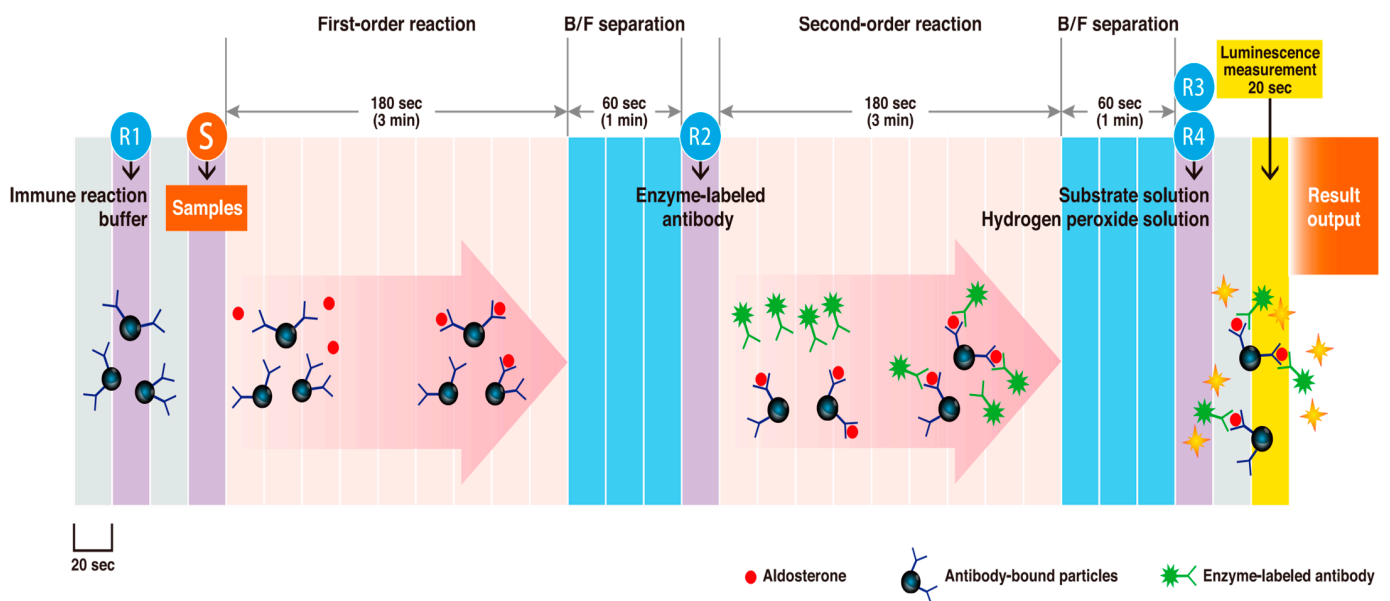 First-order reaction
B/F separation
Second-order reaction
B/F separation
Luminescence
measurement
20 sec
R3
180 sec
(3 min)
60 sec
(1 min)
180 sec
(3 min)
60 sec
(1 min)
R1
S
R2
R4
Immune reaction
buffer
Samples
Enzyme-labeled
antibody
Substrate solution
Hydrogen peroxide solution
Result
output
20 sec
Aldosterone
Antibody-bound particles
Enzyme-labeled antibody